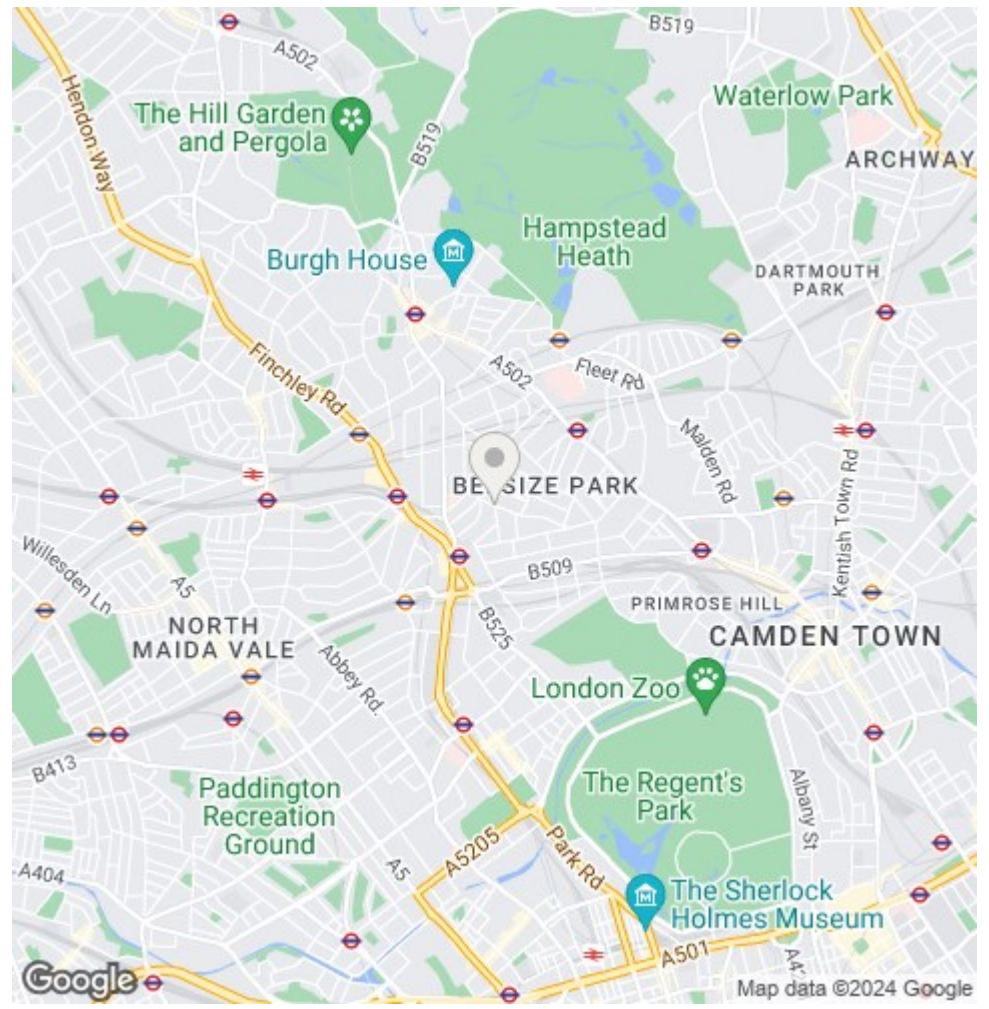 B519
A502
Hendon Way
The Hill Garden
and Pergola
B519
Waterlow Park
ARCHWAY
Hampstead
Heath
Burgh House
DARTMOUTH
PARK
Finchley Rd
A502
Fleet Rd
Malden Rd
BELSIZE PARK
Kentish Town Rd
Willesden Ln
A5
B509
NORTH
MAIDA VALE
Abbey Rd.
B525
PRIMROSE HILL
CAMDEN TOWN
London Zoo
B413
Paddington
Recreation
Ground
The Regent's
Park
Albany St
A404
A5
A5205
Park Rd
The Sherlock
Holmes Museum
A501
Google
Map data ©2024 Google